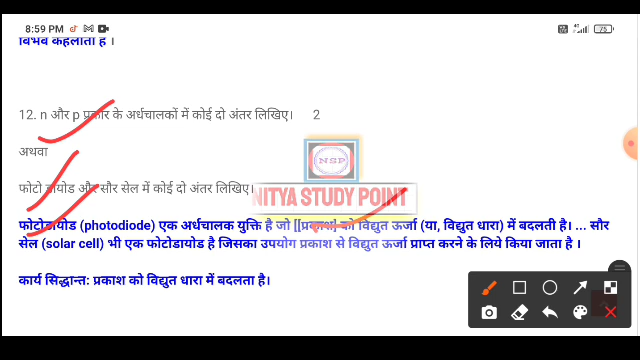 8:59 PM
75
विभव कहलाता है ।
12. n और p प्रकार के अर्धचालकों में कोई दो अंतर लिखिए। 2
अथवा
फोटो डायोड और सौर सेल में कोई दो अंतर लिखिए।
NSP
NITYA STUDY POINT
फोटोडायोड (photodiode) एक अर्धचालक युक्ति है जो [[प्रकाश] को विद्युत ऊर्जा (या, विद्युत धारा) में बदलती है। ... सौर
सेल (solar cell) भी एक फोटोडायोड है जिसका उपयोग प्रकाश से विद्युत ऊर्जा प्राप्त करने के लिये किया जाता है ।
कार्य सिद्धान्त: प्रकाश को विद्युत धारा में बदलता है।